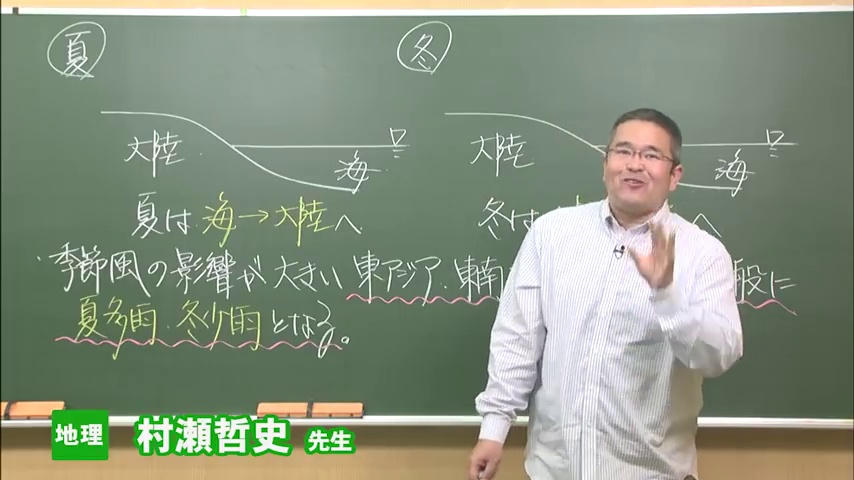 夏
冬
大陸
海
大陸
海
夏は 海→大陸へ
冬は へ
季節風の影響が大きい 東アジア・東南 般に
夏多雨・冬少雨となる。
地理 村瀬哲史 先生